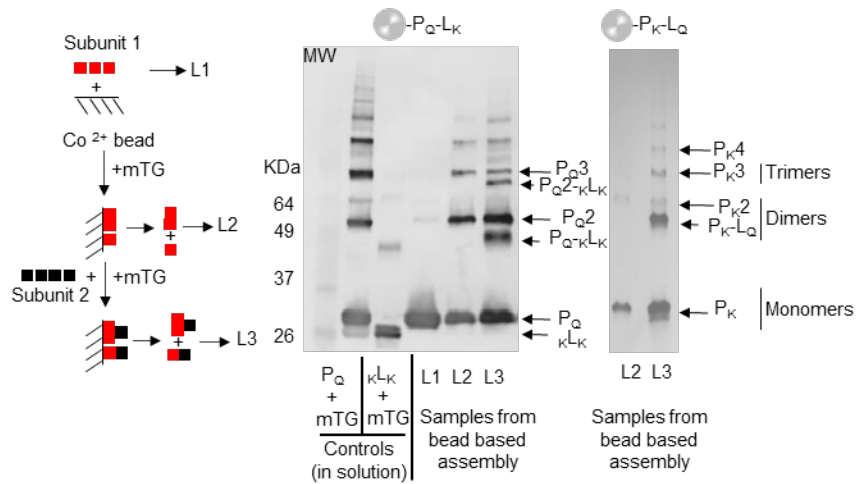 Subunit 1
+
L1
Co 2+ bead
+mTG
+
L2
+
+mTG
Subunit 2
+
L3
-PQ-LK
MW
KDa
64
49
37
26
PQ3
PQ2-KLK
PQ2
PQ-KLK
PQ
KLK
PQ
+
mTG
KLK
+
mTG
L1 L2 L3
Controls
(in solution)
Samples from
bead based
assembly
-PK-LQ
PK4
PK3
Trimers
PK2
PK-LQ
Dimers
PK
Monomers
L2 L3
Samples from
bead based
assembly